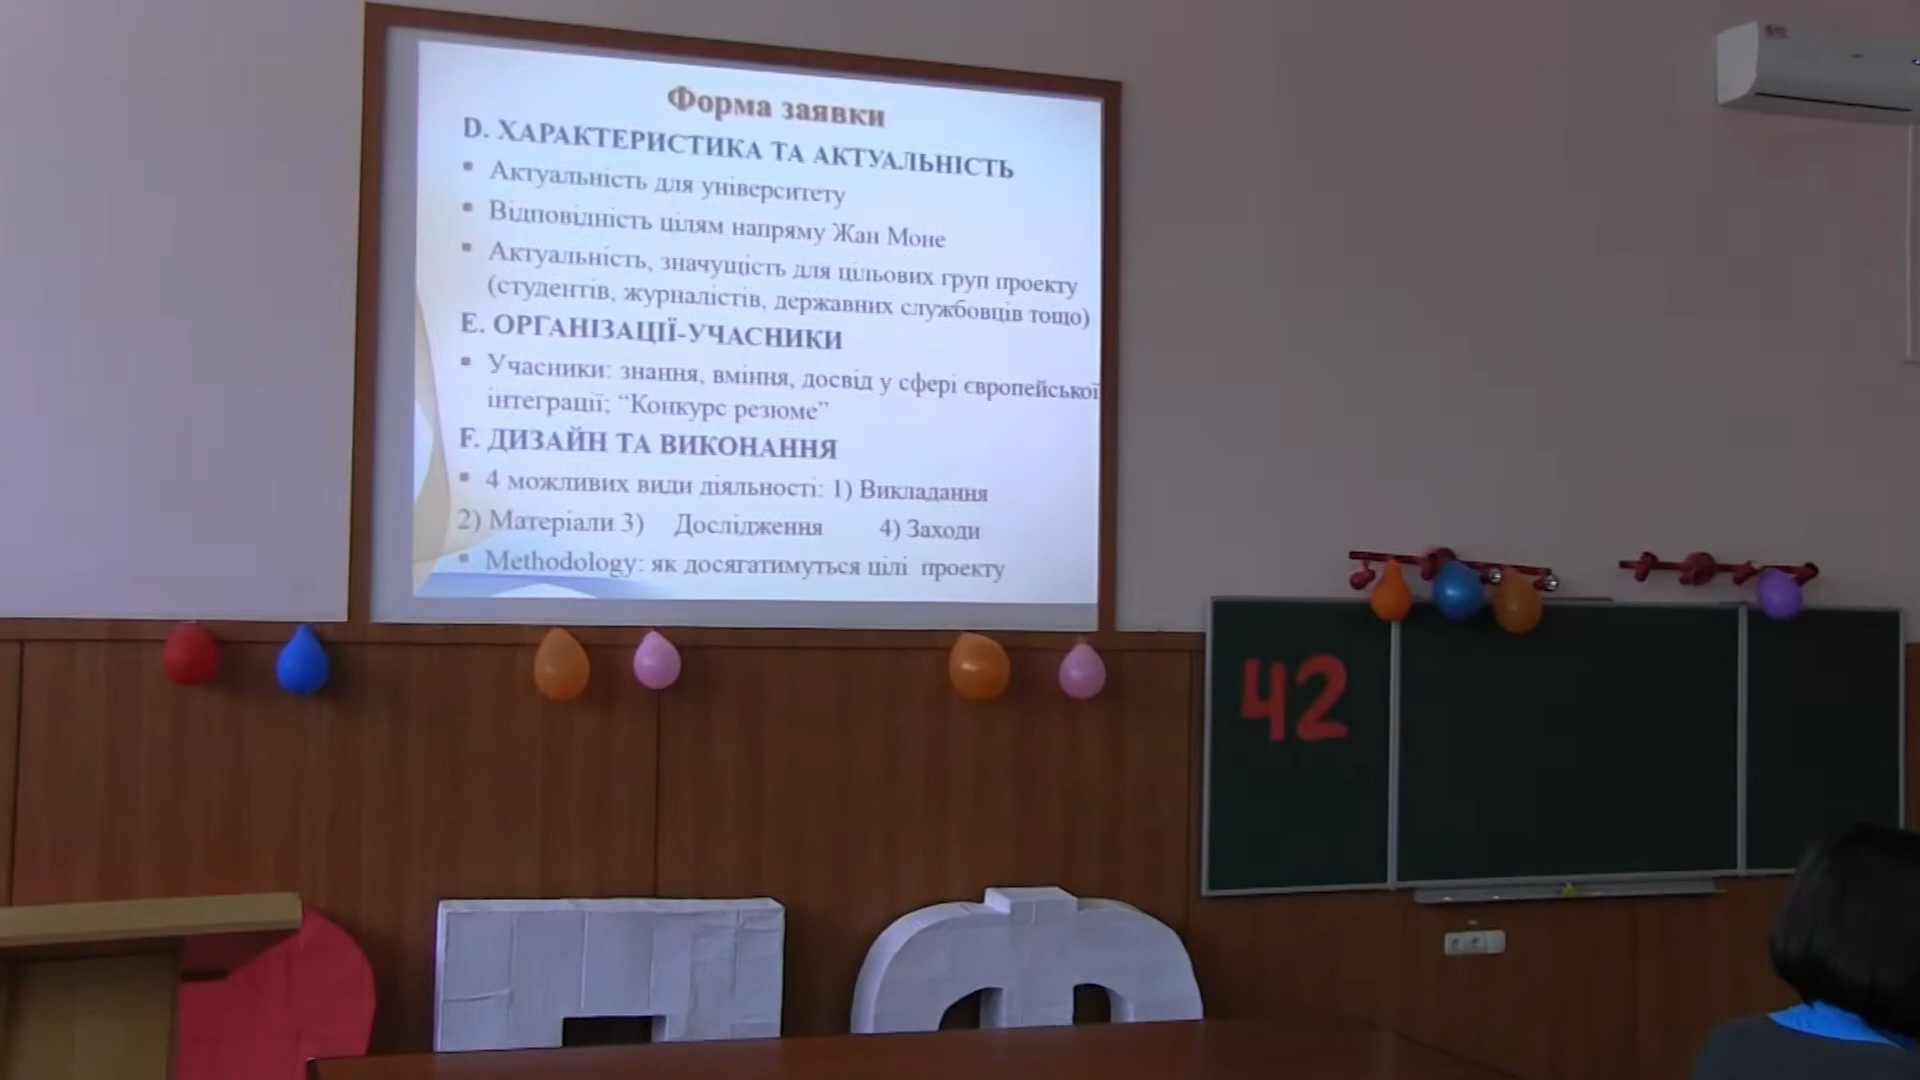 Форма заявки
D. ХАРАКТЕРИСТИКА ТА АКТУАЛЬНІСТЬ
▪ Актуальність для університету
▪ Відповідність цілям напряму Жан Моне
▪ Актуальність, значущість для цільових груп проекту
(студентів, журналістів, державних службовців тощо)
E. ОРГАНІЗАЦІЇ-УЧАСНИКИ
▪ Учасники: знання, вміння, досвід у сфері європейської
інтеграції; “Конкурс резюме”
F. ДИЗАЙН ТА ВИКОНАННЯ
▪ 4 можливих види діяльності: 1) Викладання
2) Матеріали 3) Дослідження 4) Заходи
▪ Methodology: як досягатимуться цілі проекту
42
П Ф